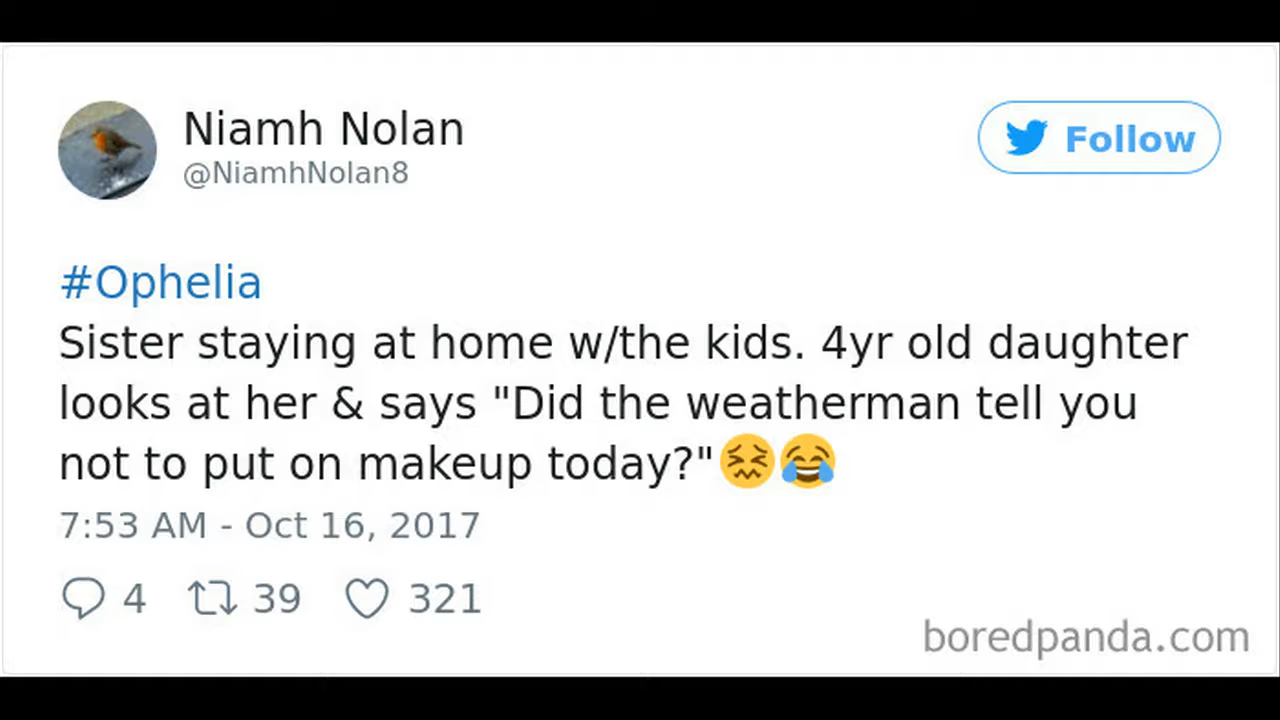 Niamh Nolan
@NiamhNolan8
Follow
#Ophelia
Sister staying at home w/the kids. 4yr old daughter
looks at her & says "Did the weatherman tell you
not to put on makeup today?"😖😂
7:53 AM - Oct 16, 2017
4 39 321
boredpanda.com